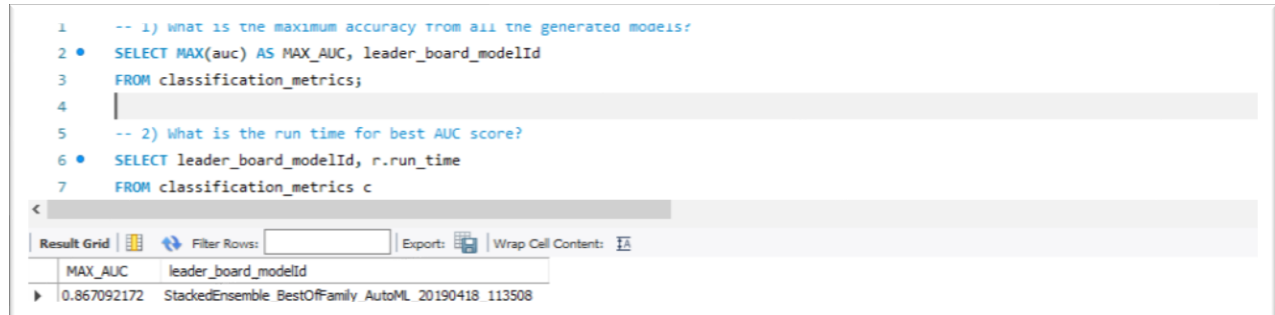 1 -- 1) What is the maximum accuracy from all the generated models?
2 SELECT MAX(auc) AS MAX_AUC, leader_board_modelId
3 FROM classification_metrics;
4
5 -- 2) What is the run time for best AUC score?
6 SELECT leader_board_modelId, r.run_time
7 FROM classification_metrics c
Result Grid Filter Rows: Export: Wrap Cell Content:
MAX_AUC leader_board_modelId
0.867092172 StackedEnsemble_BestOfFamily_AutoML_20190418_113508